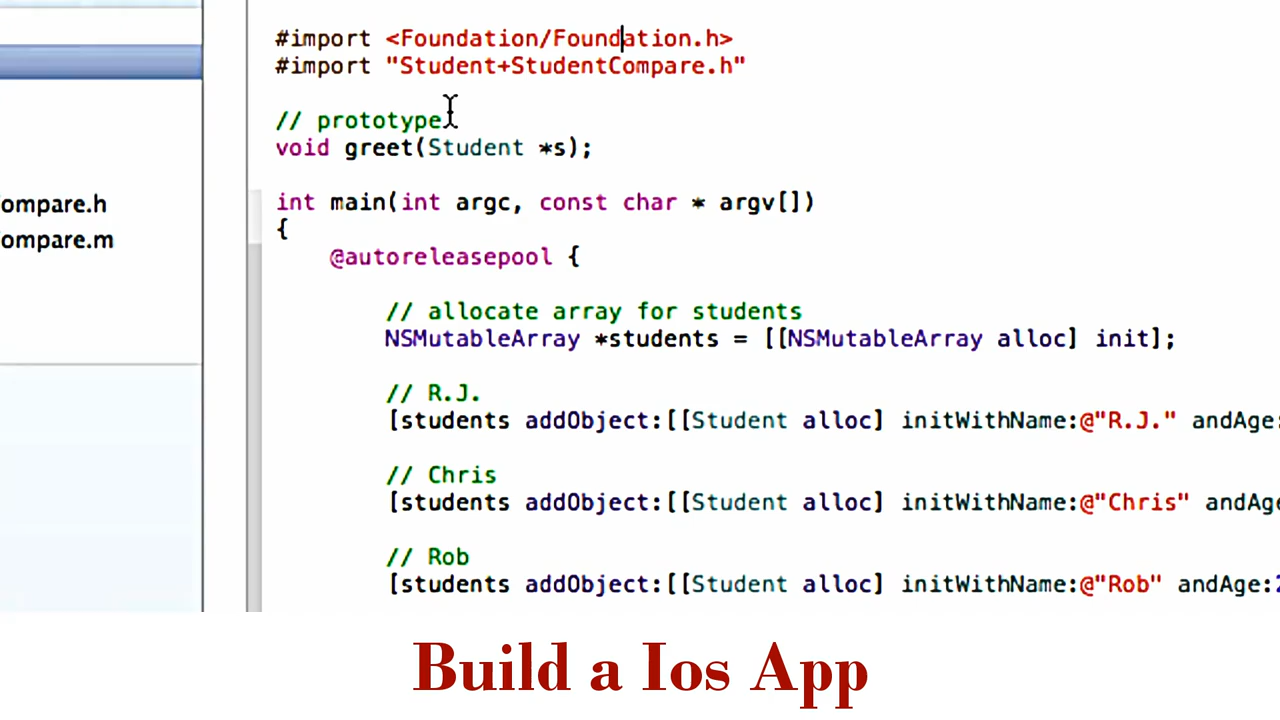 #import <Foundation/Foundation.h>
#import "Student+StudentCompare.h"
// prototype
void greet(Student *s);
int main(int argc, const char * argv[])
ompare.h
{
ompare.m
@autoreleasepool {
// allocate array for students
NSMutableArray *students = [[NSMutableArray alloc] init];
// R.J.
[students addObject:[[Student alloc] initWithName:@"R.J." andAge:
// Chris
[students addObject:[[Student alloc] initWithName:@"Chris" andAge
// Rob
[students addObject:[[Student alloc] initWithName:@"Rob" andAge:2
Build a Ios App